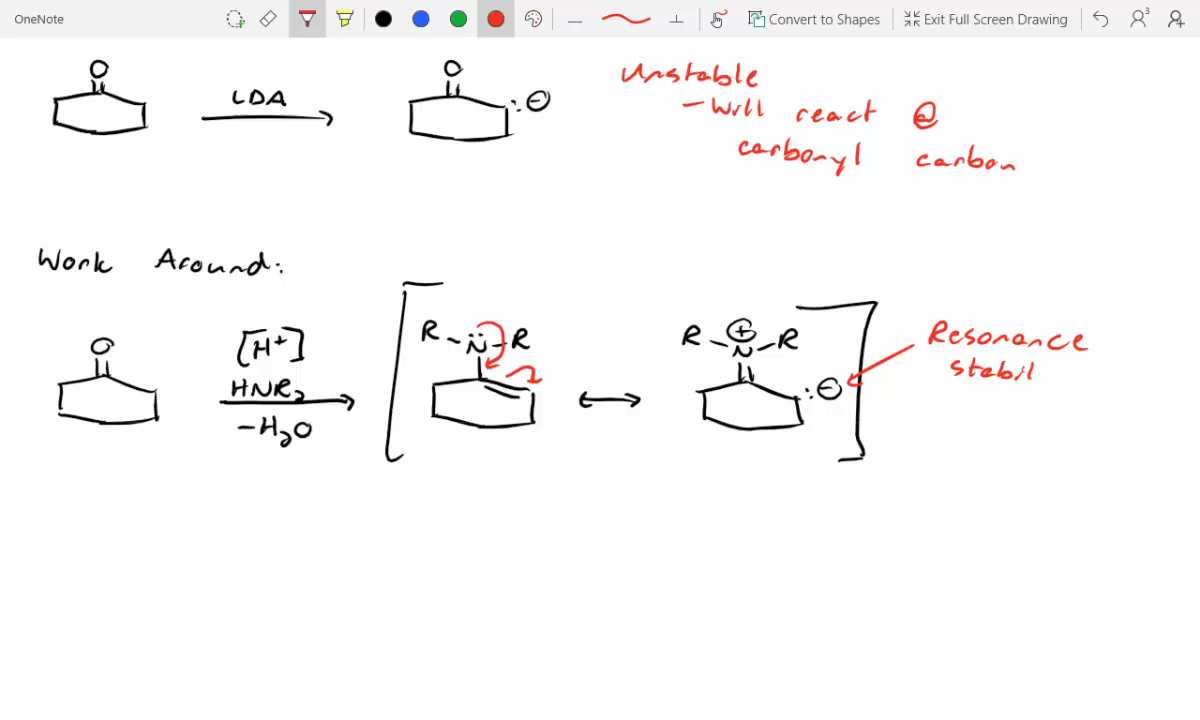 OneNote
Convert to Shapes
Exit Full Screen Drawing
3
O
LDA
O
:⊖
Unstable
- Will react @
carbonyl carbon
Work Around:
O
[H+]
HNR2
-H2O
R-N̈-R
R-N-R
⊕
:⊖
Resonance
stabil